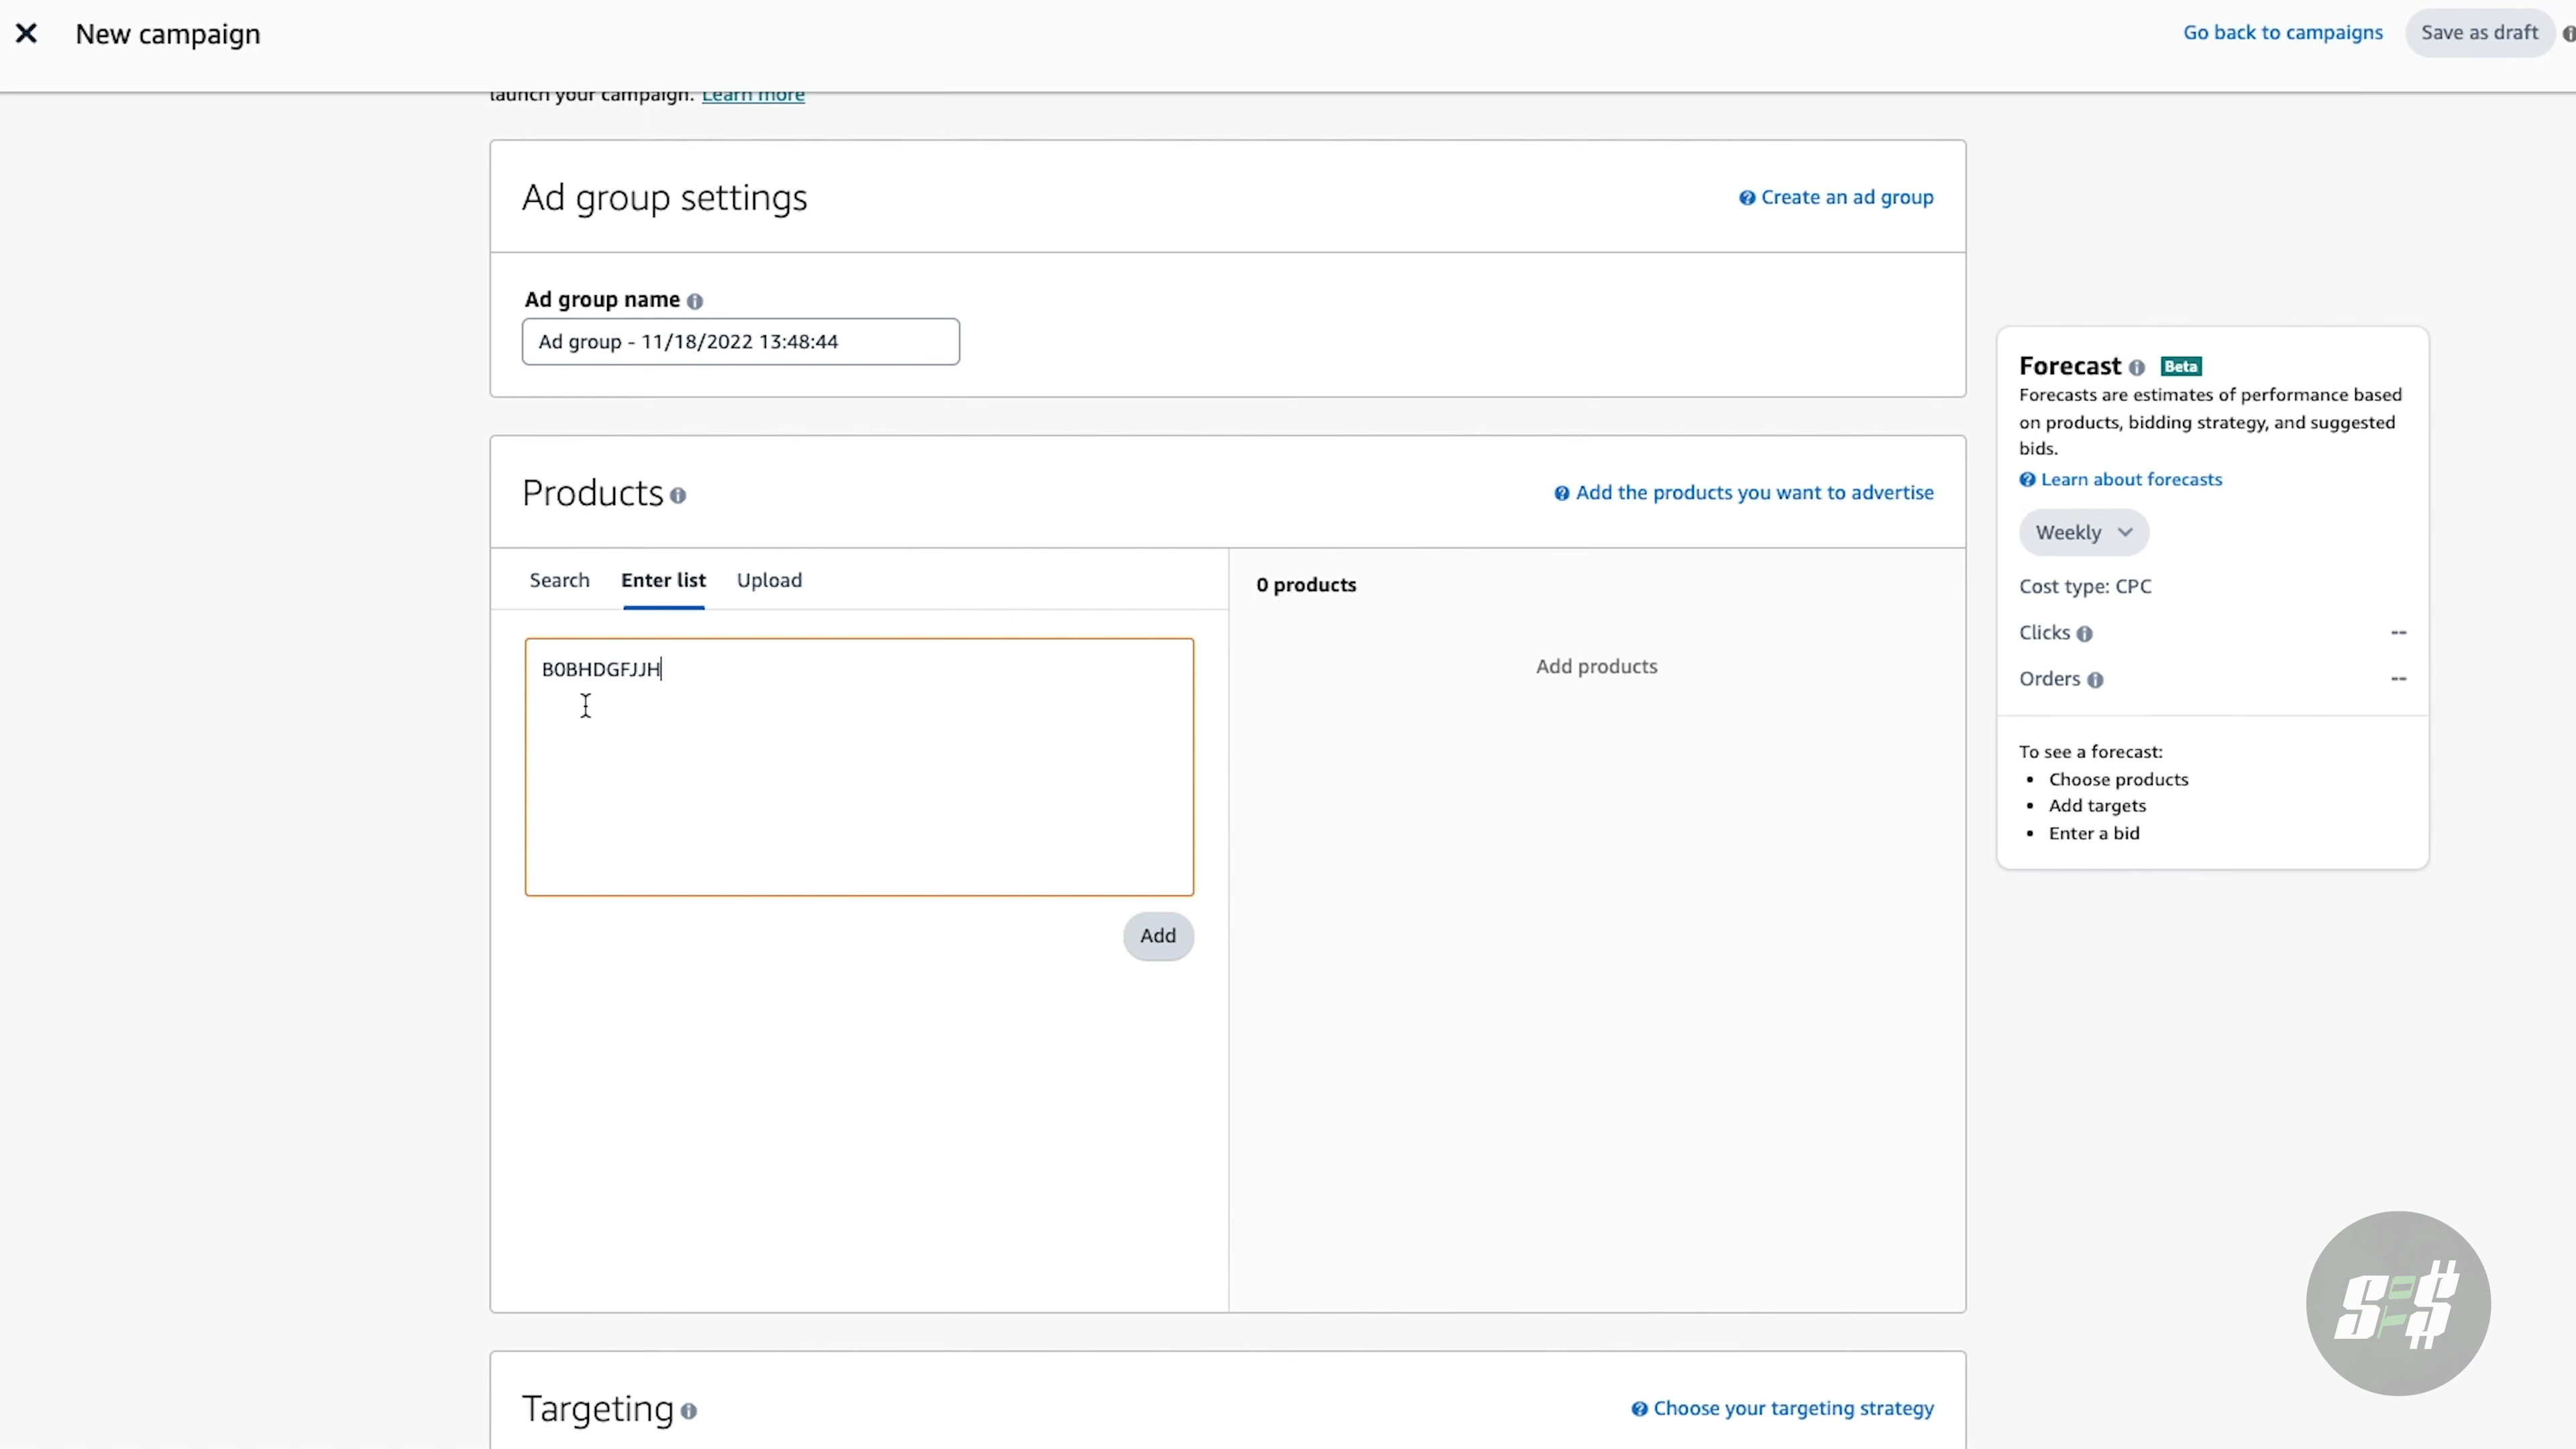 New campaign
Go back to campaigns
Save as draft
launch your campaign. Learn more
Ad group settings
Create an ad group
Ad group name
Ad group - 11/18/2022 13:48:44
Products
Add the products you want to advertise
Search Enter list Upload
B0BHDGFJJH
Add
0 products
Add products
Forecast Beta
Forecasts are estimates of performance based
on products, bidding strategy, and suggested
bids.
Learn about forecasts
Weekly
Cost type: CPC
Clicks --
Orders --
To see a forecast:
• Choose products
• Add targets
• Enter a bid
Targeting
Choose your targeting strategy